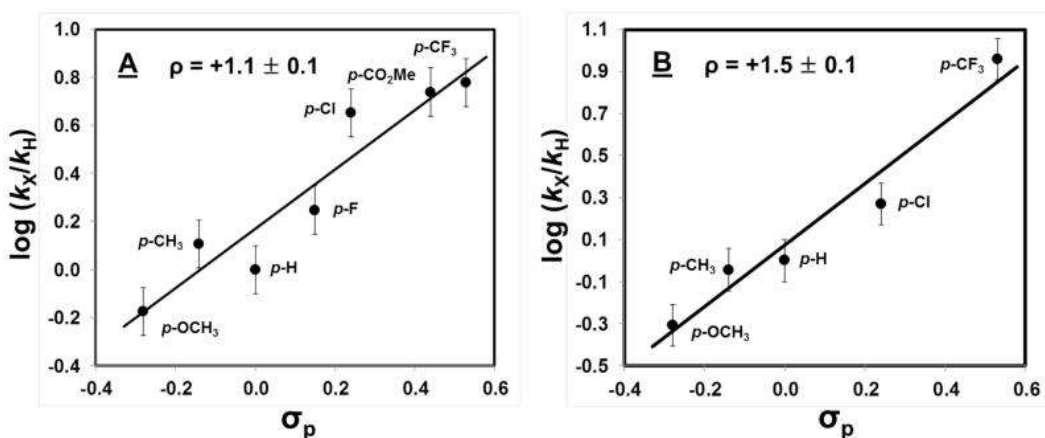 A ρ = +1.1 ± 0.1
p-CF₃
p-CO₂Me
p-Cl
p-F
p-CH₃
p-H
p-OCH₃
log (kX/kH)
1.0
0.8
0.6
0.4
0.2
0.0
-0.2
-0.4
-0.4 -0.2 0.0 0.2 0.4 0.6
σp
B ρ = +1.5 ± 0.1
p-CF₃
p-Cl
p-CH₃
p-H
p-OCH₃
log (kX/kH)
1.1
0.9
0.7
0.5
0.3
0.1
-0.1
-0.3
-0.5
-0.4 -0.2 0.0 0.2 0.4 0.6
σp